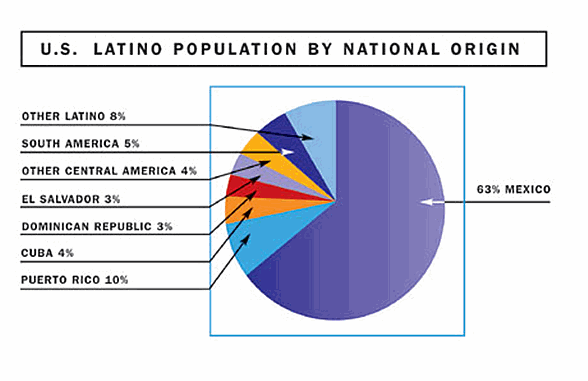 U.S. LATINO POPULATION BY NATIONAL ORIGIN
OTHER LATINO 8%
SOUTH AMERICA 5%
OTHER CENTRAL AMERICA 4%
EL SALVADOR 3%
DOMINICAN REPUBLIC 3%
CUBA 4%
PUERTO RICO 10%
63% MEXICO